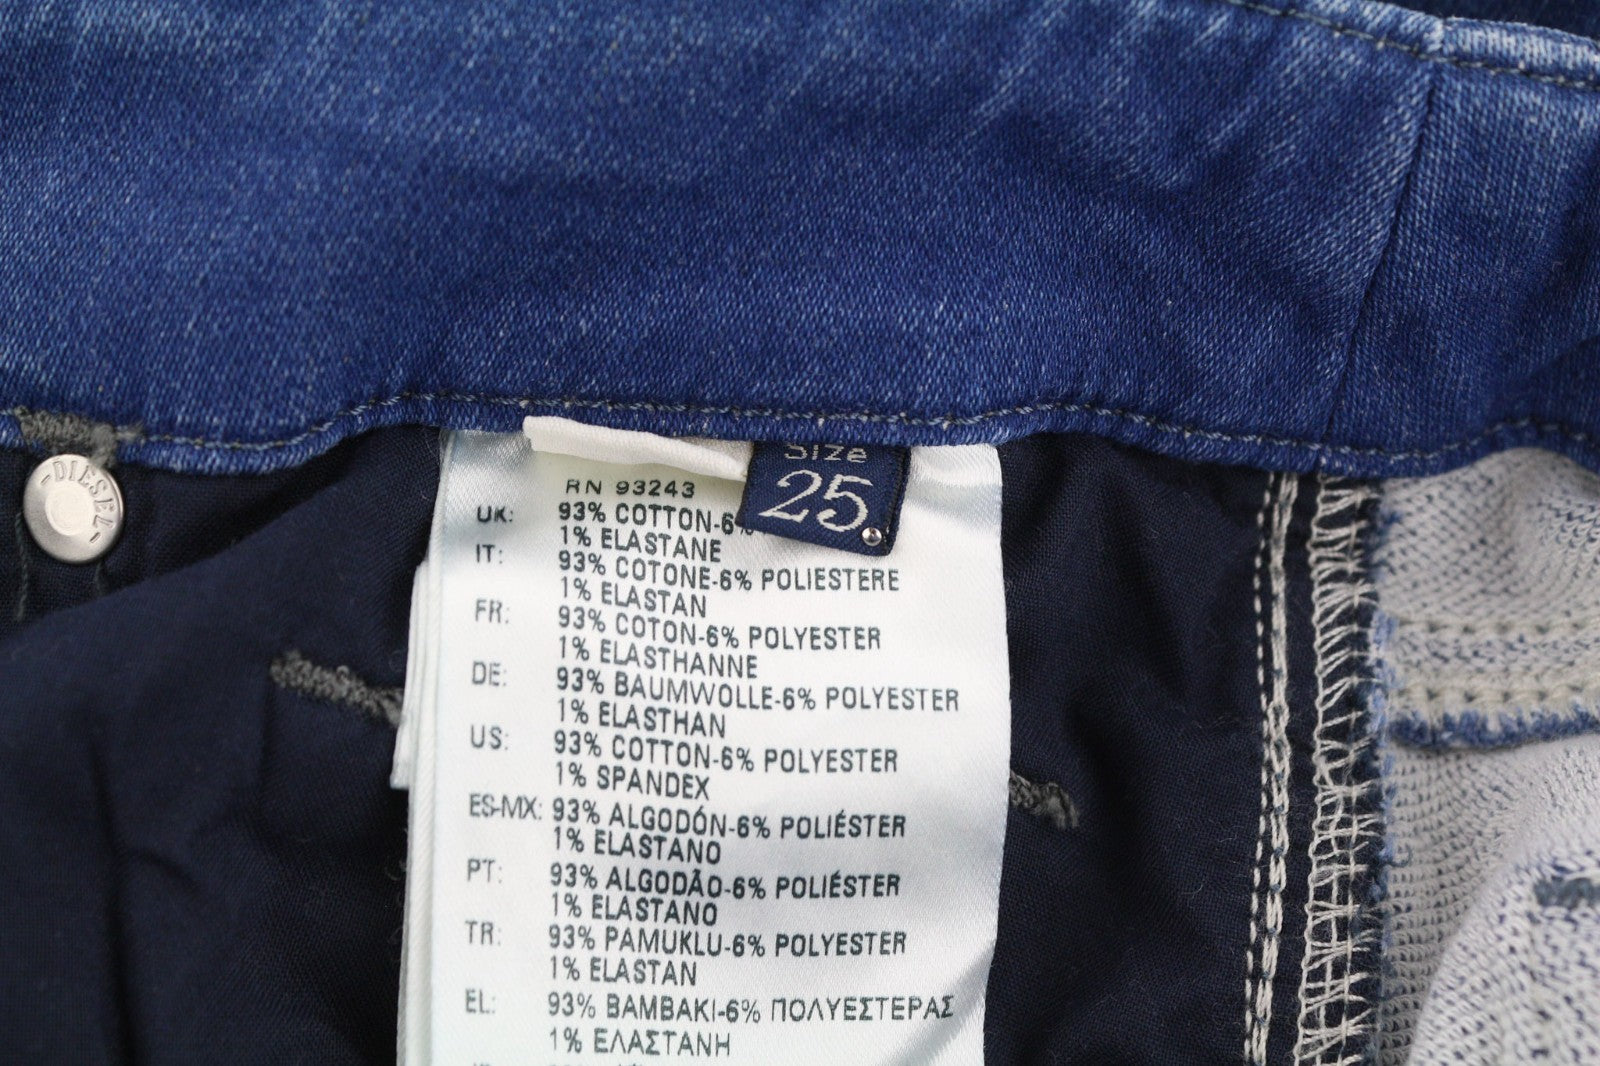 -DIESEL-
Size
25
RN 93243
UK: 93% COTTON-6%
1% ELASTANE
IT: 93% COTONE-6% POLIESTERE
1% ELASTAN
FR: 93% COTON-6% POLYESTER
1% ELASTHANNE
DE: 93% BAUMWOLLE-6% POLYESTER
1% ELASTHAN
US: 93% COTTON-6% POLYESTER
1% SPANDEX
ES-MX: 93% ALGODÓN-6% POLIÉSTER
1% ELASTANO
PT: 93% ALGODÃO-6% POLIÉSTER
1% ELASTANO
TR: 93% PAMUKLU-6% POLYESTER
1% ELASTAN
EL: 93% ΒΑΜΒΑΚΙ-6% ΠΟΛΥΕΣΤΕΡΑΣ
1% ΕΛΑΣΤΑΝΗ